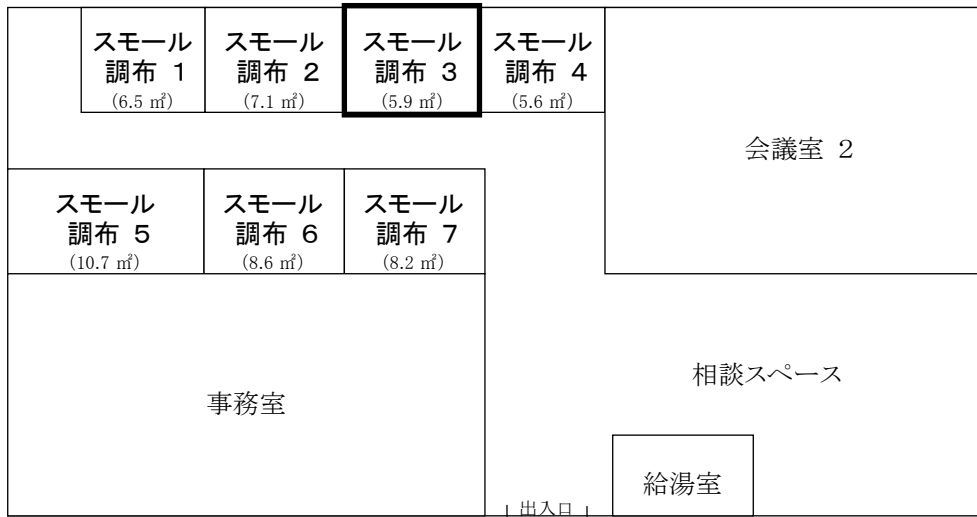 スモール
調布 1
(6.5 ㎡)
スモール
調布 2
(7.1 ㎡)
スモール
調布 3
(5.9 ㎡)
スモール
調布 4
(5.6 ㎡)
会議室 2
スモール
調布 5
(10.7 ㎡)
スモール
調布 6
(8.6 ㎡)
スモール
調布 7
(8.2 ㎡)
相談スペース
事務室
給湯室
出入口